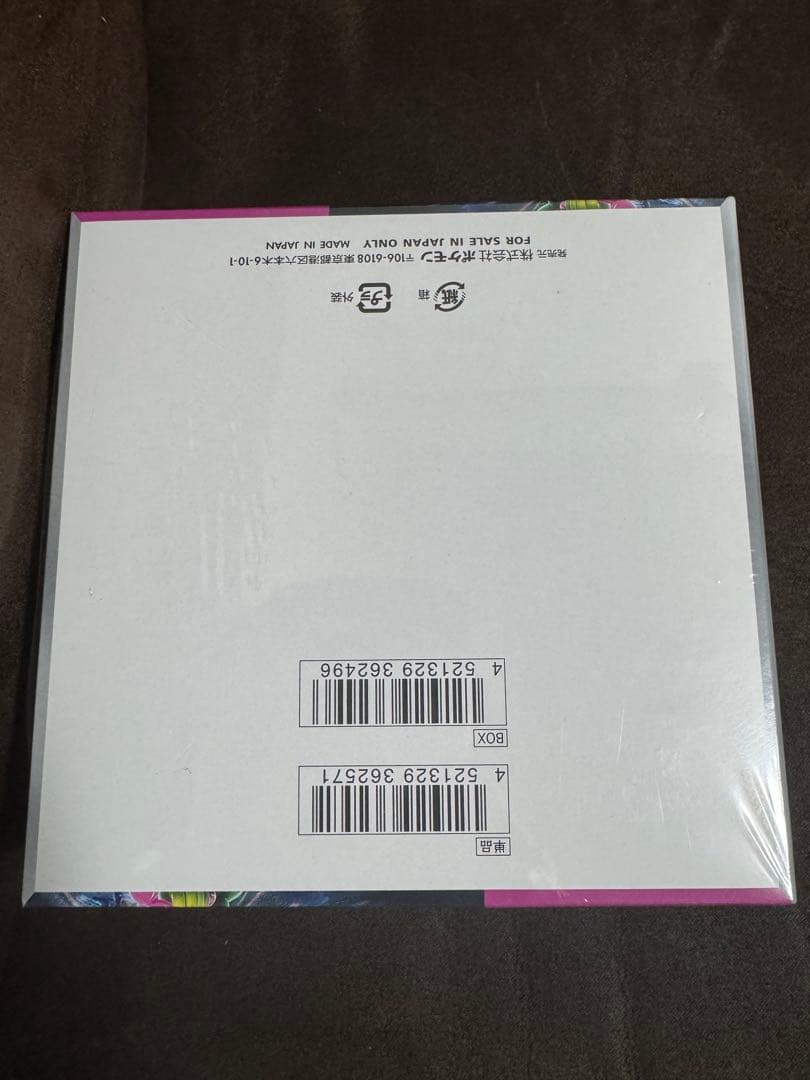 単品
4 521329 362571
BOX
4 521329 362496
紙 箱 プラ 外装
発売元 株式会社ポケモン 〒106-6108 東京都港区六本木6-10-1
FOR SALE IN JAPAN ONLY MADE IN JAPAN